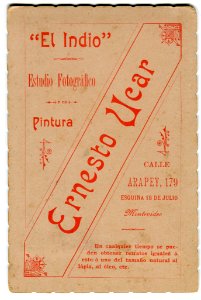 "El Indio"
Estudio Fotográfico
Y DE
Pintura
Ernesto Ucar
CALLE
ARAPEY, 179
ESQUINA 18 DE JULIO
Montevideo
En cualquier tiempo se pue-
den obtener retratos iguales á
este ó uno del tamaño natural al
lápiz, al óleo, etc.